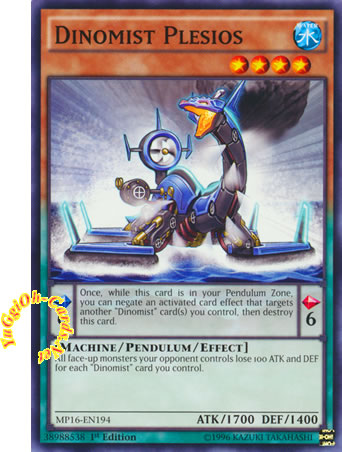 DINOMIST PLESIOS
WATER
水
Once, while this card is in your Pendulum Zone,
you can negate an activated card effect that targets
another "Dinomist" card(s) you control, then destroy
this card.
6
[MACHINE/PENDULUM/EFFECT]
All face-up monsters your opponent controls lose 100 ATK and DEF
for each "Dinomist" card you control.
MP16-EN194
ATK/1700 DEF/1400
38988538 1st Edition
©1996 KAZUKI TAKAHASHI